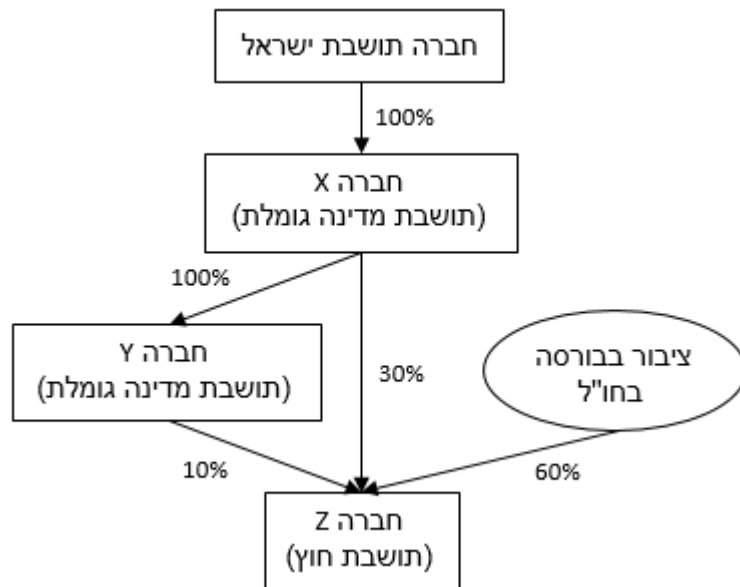 חברה תושבת ישראל
100%
חברה X
(תושבת מדינה גומלת)
100%
חברה Y
(תושבת מדינה גומלת)
30%
ציבור בבורסה
בחו"ל
10%
60%
חברה Z
(תושבת חוץ)